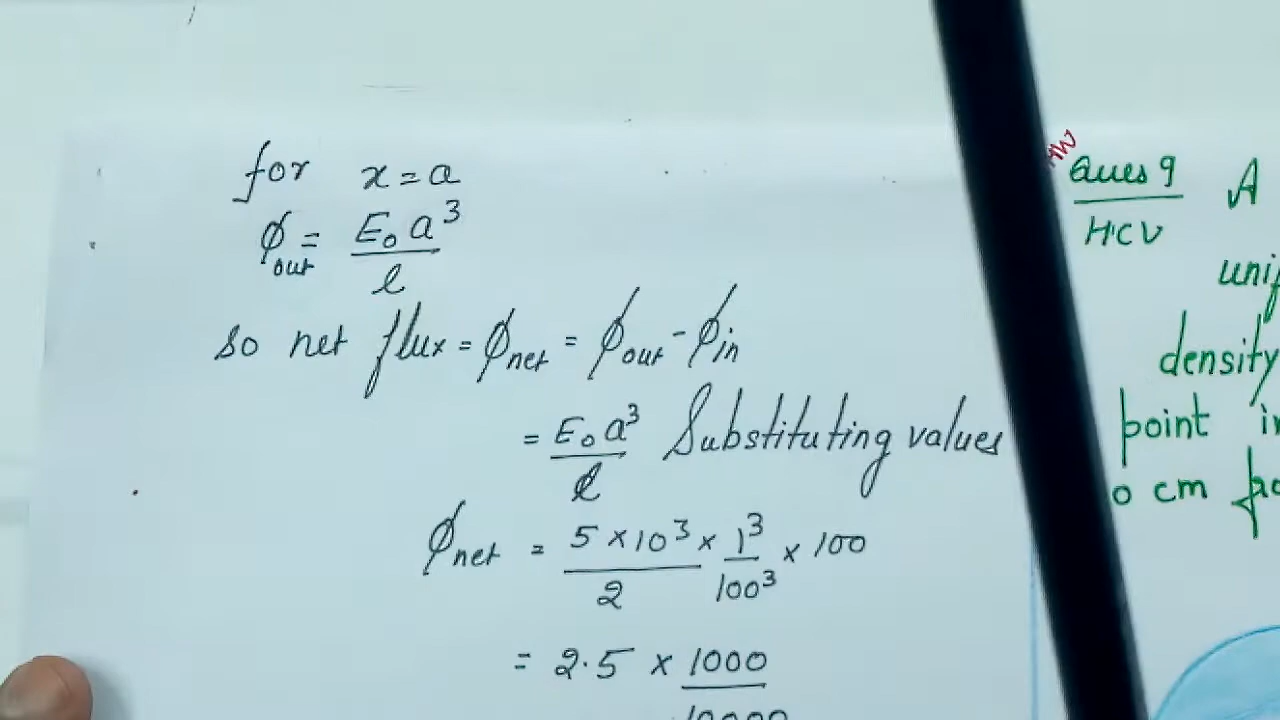 for x = a
ϕout = E₀a³/l
so net flux = ϕnet = ϕout - ϕin
= E₀a³/l Substituting values
ϕnet = 5×10³/2 × 1³/100³ × 100
= 2.5 × 1000/
HW
Ques 9 A
HCV
density
point
cm